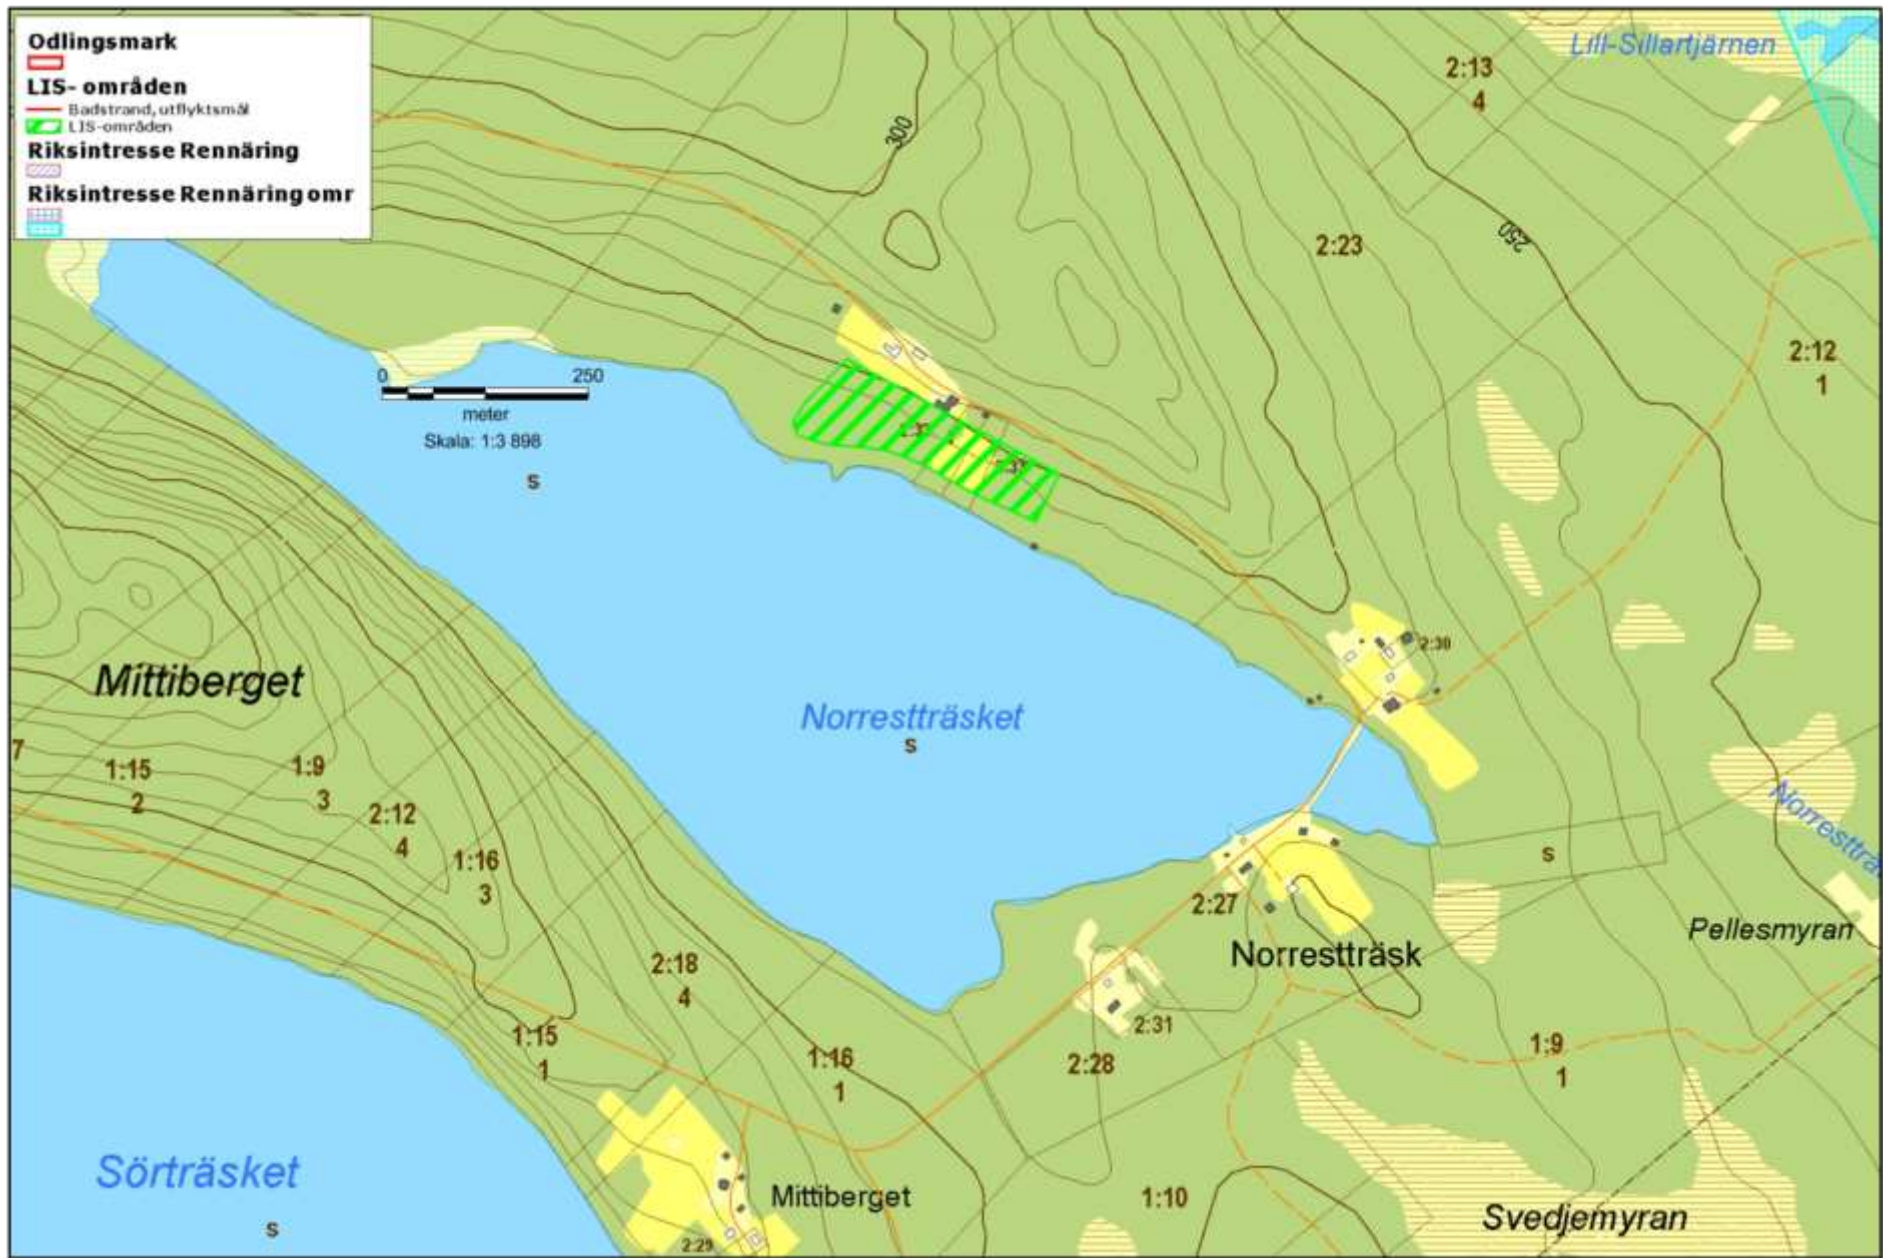 Odlingsmark
LIS- områden
Badstrand, utflyktsmål
LIS-områden
Riksintresse Rennäring
Riksintresse Rennäring omr
Lill-Sillartjärnen
2:13
4
300
250
2:23
2:12
1
0 250
meter
Skala: 1:3 898
S
2:30
Mittiberget
Norrestträsket
S
7
1:15
2
1:9
3
2:12
4
1:16
3
S
2:27
Norrestträsk
Pellesmyran
2:18
4
2:31
1:15
1
1:16
1
2:28
1:9
1
Sörträsket
S
Mittiberget
2:29
1:10
Svedjemyran